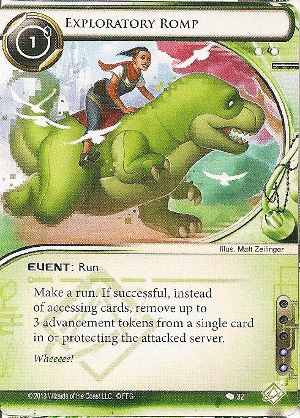 EXPLORATORY ROMP
1
Illus. Matt Zeilinger
EVENT: Run
Make a run. If successful, instead
of accessing cards, remove up to
3 advancement tokens from a single card
in or protecting the attacked server.
Wheeeee!
© 2013 Wizards of the Coast LLC. © FFG
32